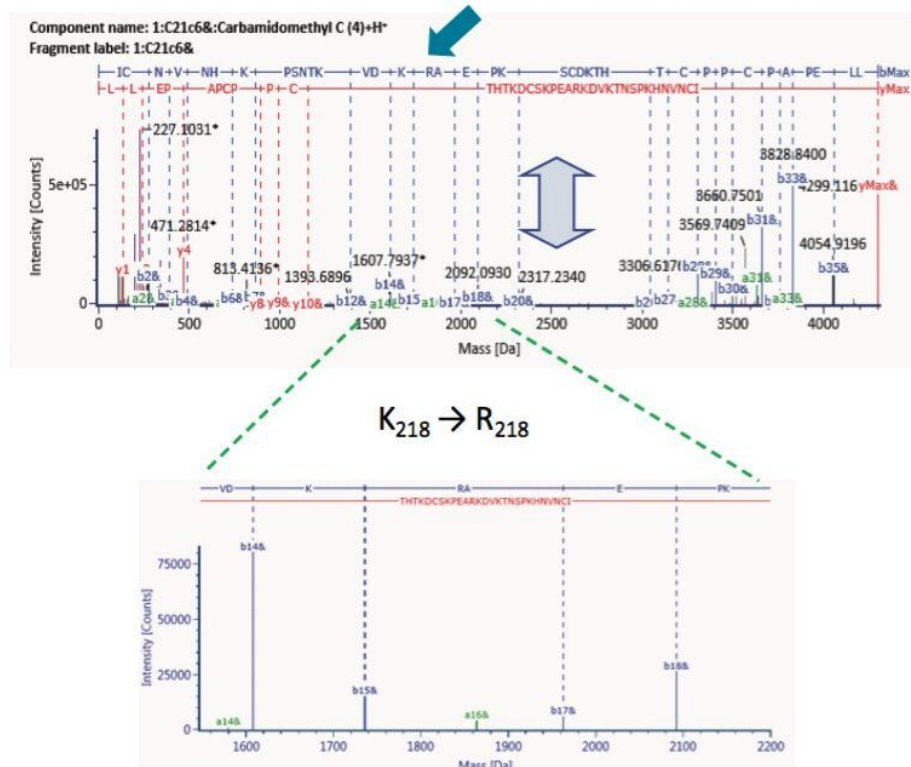 Component name: 1:C21c6&:Carbamidomethyl C (4)+H⁺
Fragment label: 1:C21c6&
IC N V NH K PSNTK VD K RA E PK SCDKTH T C P P C P A PE LL bMax
L L EP APCP P C THTKDCSKPEARKDVKTNSPKHNVNCI yMax
227.1031*
3828.8400
4299.116
yMax&
b33&
5e+05
3660.7501
b31&
471.2814*
3569.7409
4054.9196
y4
1607.7937*
813.4136*
1393.6896
2092.0930
2317.2340
3306.6176
y1
b2&
b14&
b29&
a31&
b35&
b30&
a2& b4& b6& y8& y9& y10& b12& b15 b17 b18& b20& b27 a28& a33&
Intensity [Counts]
0
0 500 1000 1500 2000 2500 3000 3500 4000
Mass [Da]
K₂₁₈ → R₂₁₈
VD K RA E PK
THTKDCSKPEARKDVKTNSPKHNVNCI
b14&
75000
50000
25000
0
b18&
b15&
a14& a16& b17&
Intensity [Counts]
1600 1700 1800 1900 2000 2100 2200
Mass [Da]